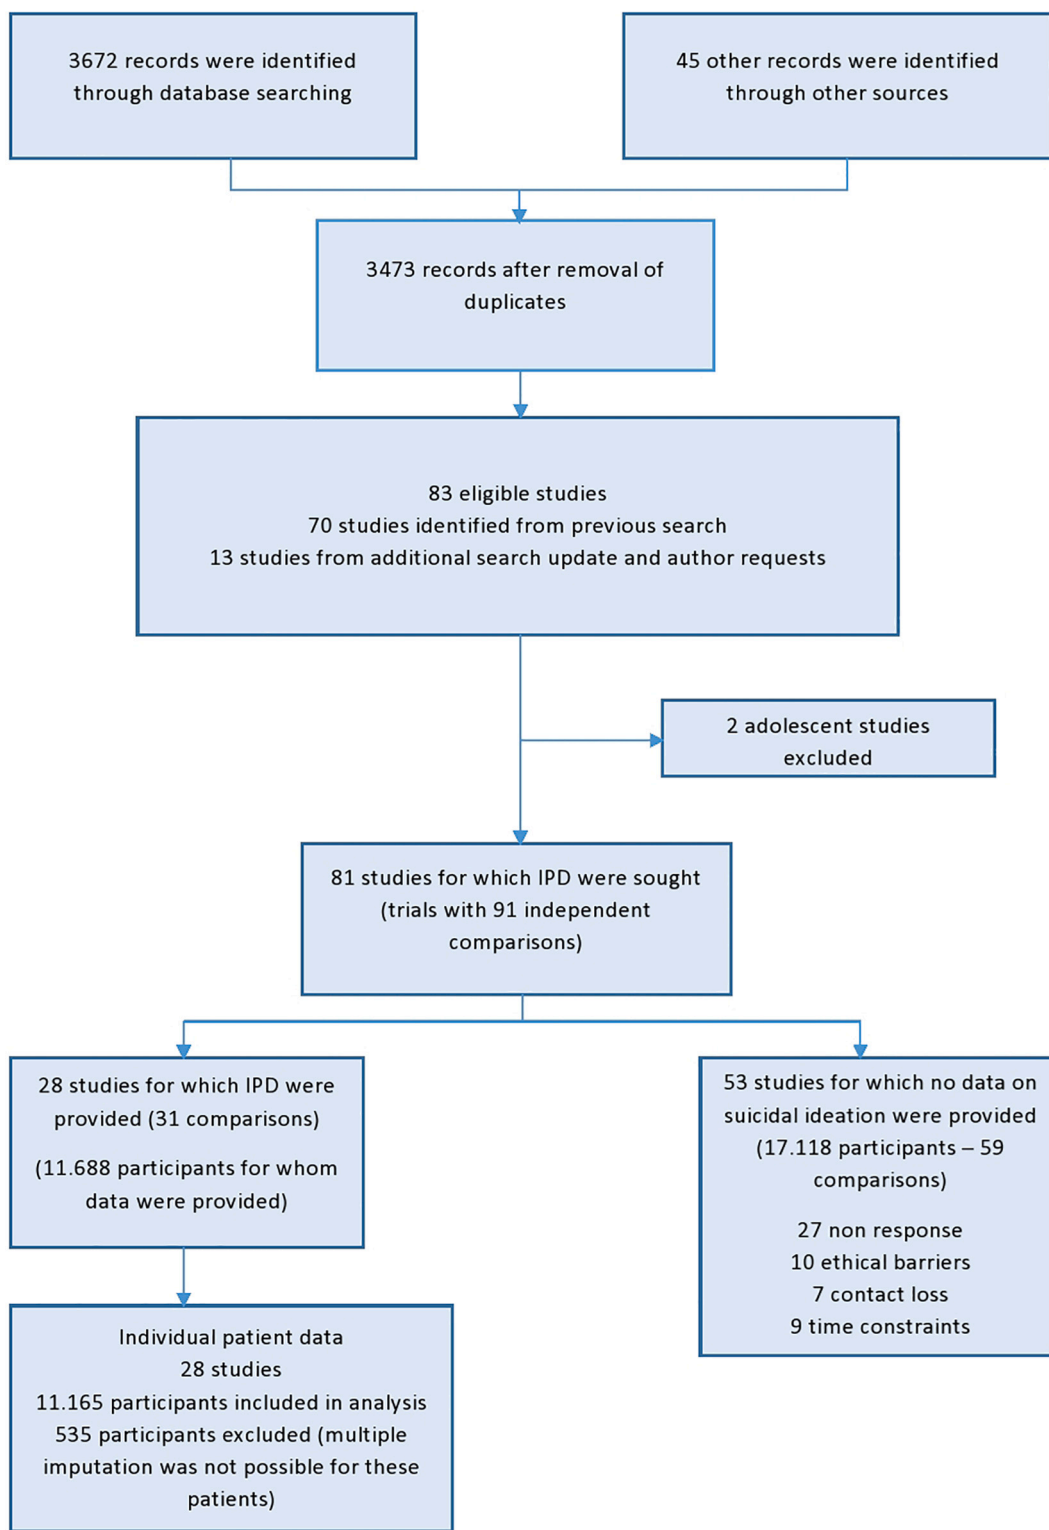 3672 records were identified
through database searching
45 other records were identified
through other sources
3473 records after removal of
duplicates
83 eligible studies
70 studies identified from previous search
13 studies from additional search update and author requests
2 adolescent studies
excluded
81 studies for which IPD were sought
(trials with 91 independent
comparisons)
28 studies for which IPD were
provided (31 comparisons)
(11.688 participants for whom
data were provided)
53 studies for which no data on
suicidal ideation were provided
(17.118 participants – 59
comparisons)
27 non response
10 ethical barriers
7 contact loss
9 time constraints
Individual patient data
28 studies
11.165 participants included in analysis
535 participants excluded (multiple
imputation was not possible for these
patients)